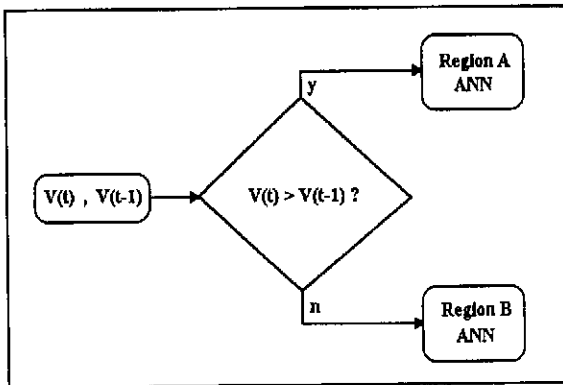 Region A
ANN
y
V(t) , V(t-1)
V(t) > V(t-1) ?
n
Region B
ANN